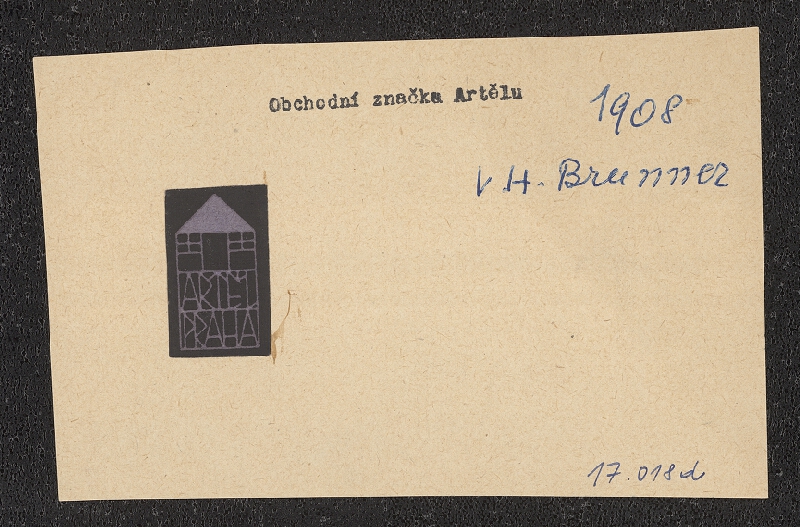 Obchodní značka Artělu
1908
V. H. Brunner
ARTĚL
PRAHA
17.018d